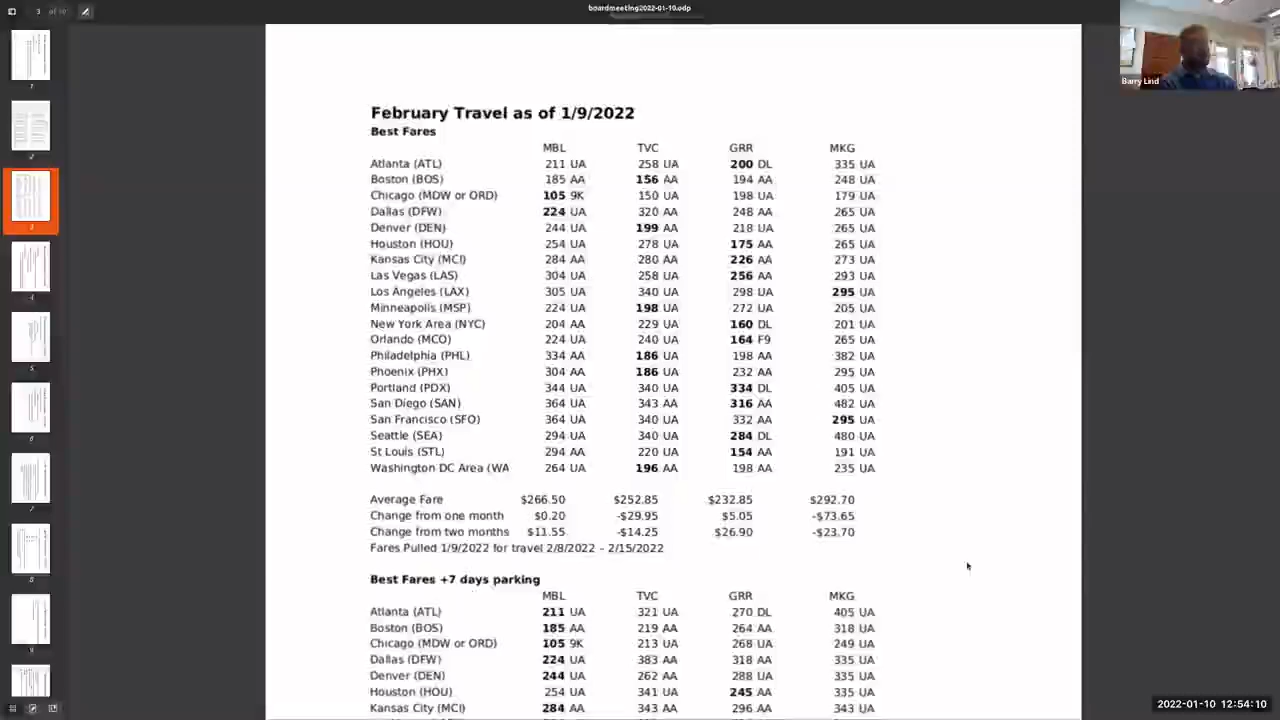 3 of 10
boardmeeting2022-01-10.odp
Barry Lind
February Travel as of 1/9/2022
Best Fares
MBL TVC GRR MKG
Atlanta (ATL) 211 UA 258 UA 200 DL 335 UA
Boston (BOS) 185 AA 156 AA 194 AA 248 UA
Chicago (MDW or ORD) 105 9K 150 UA 198 UA 179 UA
Dallas (DFW) 224 UA 320 AA 248 AA 265 UA
Denver (DEN) 244 UA 199 AA 218 UA 265 UA
Houston (HOU) 254 UA 278 UA 175 AA 265 UA
Kansas City (MCI) 284 AA 280 AA 226 AA 273 UA
Las Vegas (LAS) 304 UA 258 UA 256 AA 293 UA
Los Angeles (LAX) 305 UA 340 UA 298 UA 295 UA
Minneapolis (MSP) 224 UA 198 UA 272 UA 205 UA
New York Area (NYC) 204 AA 229 UA 160 DL 201 UA
Orlando (MCO) 224 UA 240 UA 164 F9 265 UA
Philadelphia (PHL) 334 AA 186 UA 198 AA 382 UA
Phoenix (PHX) 304 AA 186 UA 232 AA 295 UA
Portland (PDX) 344 UA 340 UA 334 DL 405 UA
San Diego (SAN) 364 UA 343 AA 316 AA 482 UA
San Francisco (SFO) 364 UA 340 UA 332 AA 295 UA
Seattle (SEA) 294 UA 340 UA 284 DL 480 UA
St Louis (STL) 294 AA 220 UA 154 AA 191 UA
Washington DC Area (WA 264 UA 196 AA 198 AA 235 UA
Average Fare $266.50 $252.85 $232.85 $292.70
Change from one month $0.20 -$29.95 $5.05 -$73.65
Change from two months $11.55 -$14.25 $26.90 -$23.70
Fares Pulled 1/9/2022 for travel 2/8/2022 – 2/15/2022
Best Fares +7 days parking
MBL TVC GRR MKG
Atlanta (ATL) 211 UA 321 UA 270 DL 405 UA
Boston (BOS) 185 AA 219 AA 264 AA 318 UA
Chicago (MDW or ORD) 105 9K 213 UA 268 UA 249 UA
Dallas (DFW) 224 UA 383 AA 318 AA 335 UA
Denver (DEN) 244 UA 262 AA 288 UA 335 UA
Houston (HOU) 254 UA 341 UA 245 AA 335 UA
Kansas City (MCI) 284 AA 343 AA 296 AA 343 UA
2022-01-10 12:54:10